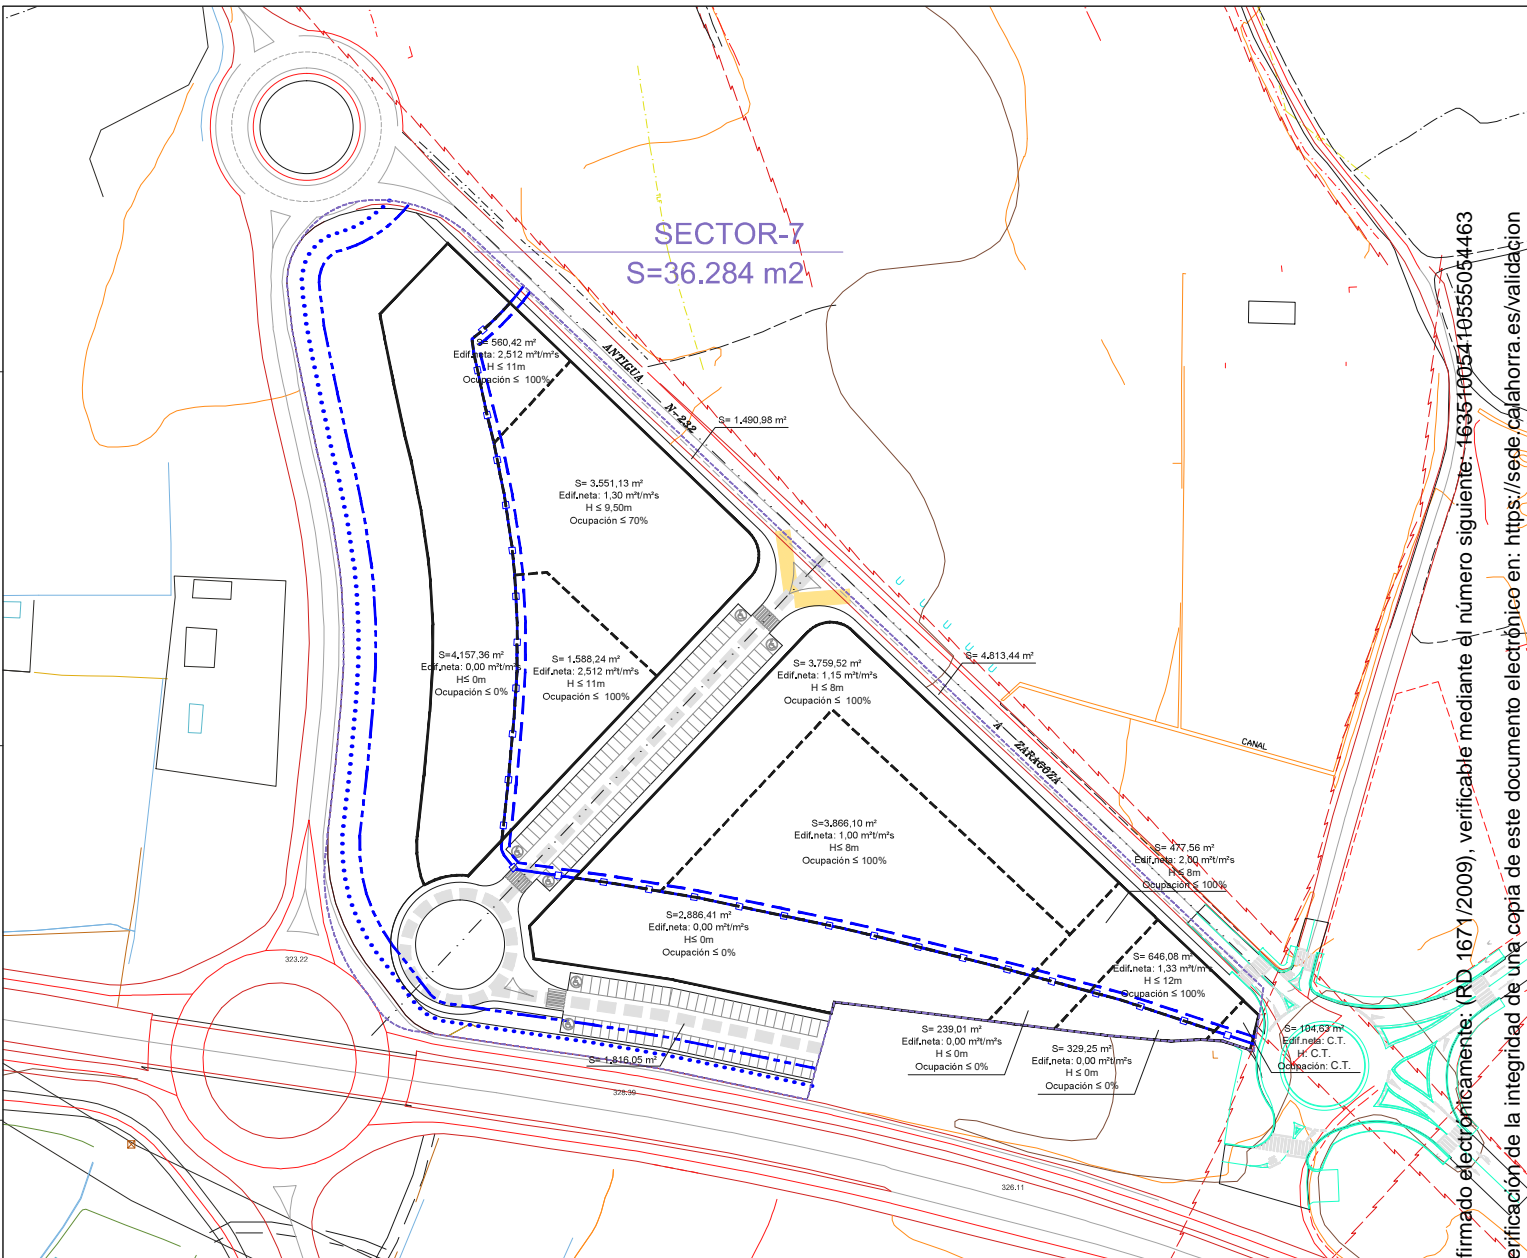 SECTOR-7
S=36.284 m2
S= 560,42 m²
Edif.neta: 2,512 m²t/m²s
H ≤ 11m
Ocupación ≤ 100%
ANTIGUA
N-232
S= 1.490,98 m²
S= 3.551,13 m²
Edif.neta: 1,30 m²t/m²s
H ≤ 9,50m
Ocupación ≤ 70%
S=4.157,36 m²
Edif.neta: 0,00 m²t/m²s
H≤ 0m
Ocupación ≤ 0%
S= 1.588,24 m²
Edif.neta: 2,512 m²t/m²s
H ≤ 11m
Ocupación ≤ 100%
S= 3.759,52 m²
Edif.neta: 1,15 m²t/m²s
H ≤ 8m
Ocupación ≤ 100%
S= 4.813,44 m²
A
ZARAGOZA
CANAL
S=3.866,10 m²
Edif.neta: 1,00 m²t/m²s
H≤ 8m
Ocupación ≤ 100%
S= 477,56 m²
Edif.neta: 2,00 m²t/m²s
H ≤ 8m
Ocupación ≤ 100%
S=2.886,41 m²
Edif.neta: 0,00 m²t/m²s
H≤ 0m
Ocupación ≤ 0%
S= 646,08 m²
Edif.neta: 1,33 m²t/m²s
H ≤ 12m
Ocupación ≤ 100%
S= 239,01 m²
Edif.neta: 0,00 m²t/m²s
H ≤ 0m
Ocupación ≤ 0%
S= 329,25 m²
Edif.neta: 0,00 m²t/m²s
H ≤ 0m
Ocupación ≤ 0%
S= 104,63 m²
Edif.neta: C.T.
H: C.T.
Ocupación: C.T.
S= 1.816,05 m²
323.22
328.39
326.11
firmado electrónicamente: (RD 1671/2009), verificable mediante el número siguiente: 16351005410555054463
erificación de la integridad de una copia de este documento electrónico en: https://sede.calahorra.es/validacion